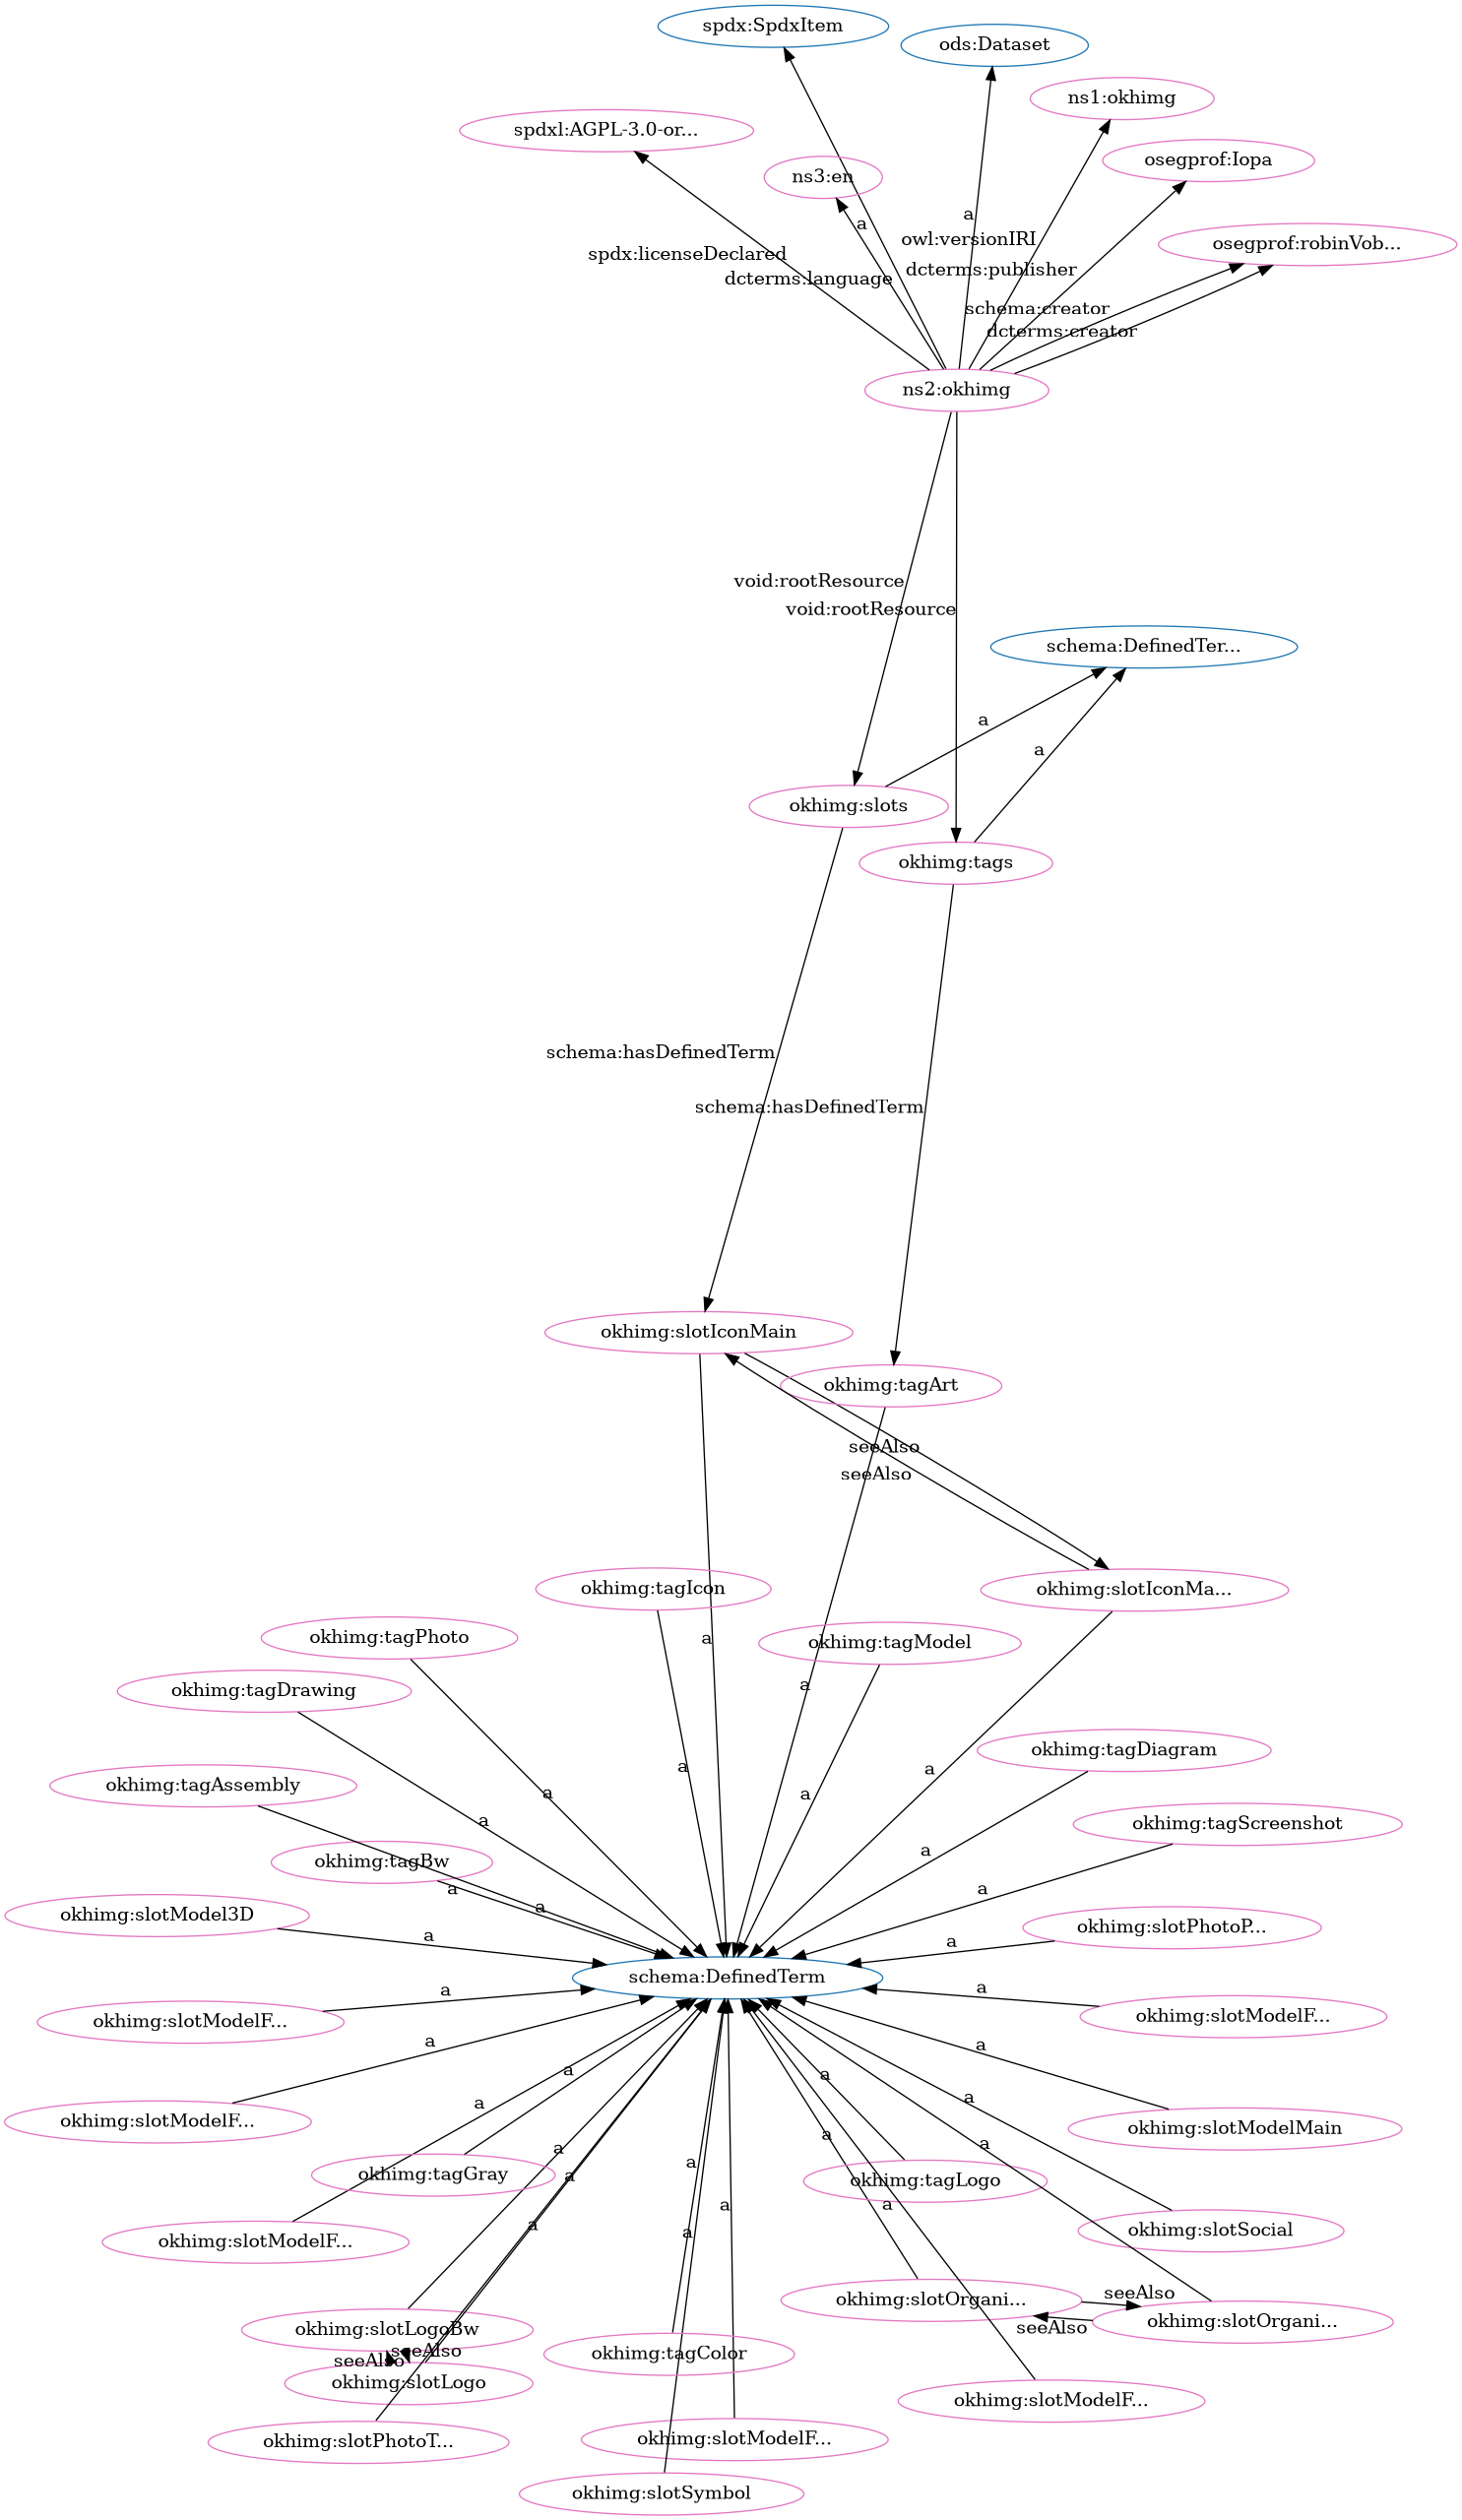 spdx:SpdxItem
ods:Dataset
ns1:okhimg
spdxl:AGPL-3.0-or...
osegprof:Iopa
ns3:en
a
a
owl:versionIRI
osegprof:robinVob...
spdx:licenseDeclared
dcterms:publisher
dcterms:language
schema:creator
dcterms:creator
ns2:okhimg
void:rootResource
void:rootResource
schema:DefinedTer...
a
a
okhimg:slots
okhimg:tags
schema:hasDefinedTerm
schema:hasDefinedTerm
okhimg:slotIconMain
okhimg:tagArt
seeAlso
seeAlso
okhimg:tagIcon
okhimg:slotIconMa...
okhimg:tagPhoto
a
okhimg:tagModel
okhimg:tagDrawing
a
okhimg:tagDiagram
a
a
okhimg:tagAssembly
a
a
a
okhimg:tagScreenshot
a
okhimg:tagBw
a
a
a
a
okhimg:slotModel3D
okhimg:slotPhotoP...
a
a
schema:DefinedTerm
a
a
okhimg:slotModelF...
okhimg:slotModelF...
a
a
a
a
a
a
okhimg:slotModelF...
okhimg:slotModelMain
a
a
a
a
a
okhimg:tagGray
a
okhimg:tagLogo
a
a
a
a
okhimg:slotSocial
okhimg:slotModelF...
seeAlso
okhimg:slotOrgani...
okhimg:slotOrgani...
seeAlso
okhimg:slotLogoBw
seeAlso
seeAlso
okhimg:tagColor
okhimg:slotLogo
okhimg:slotModelF...
okhimg:slotPhotoT...
okhimg:slotModelF...
okhimg:slotSymbol